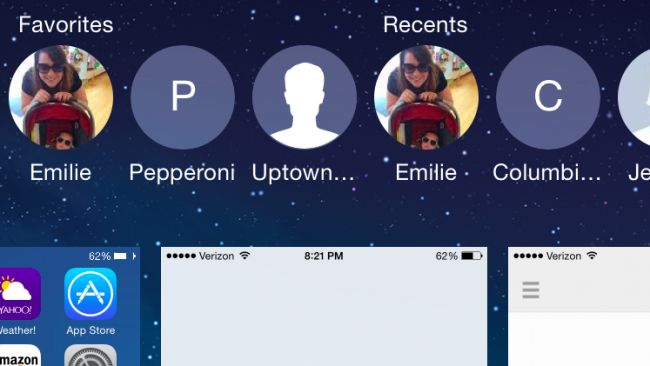 Favorites
Recents
P
C
Emilie
Pepperoni
Uptown...
Emilie
Columbi...
Je
62%
Verizon
8:21 PM
62%
Verizon
YAHOO!
Weather!
App Store
mazon